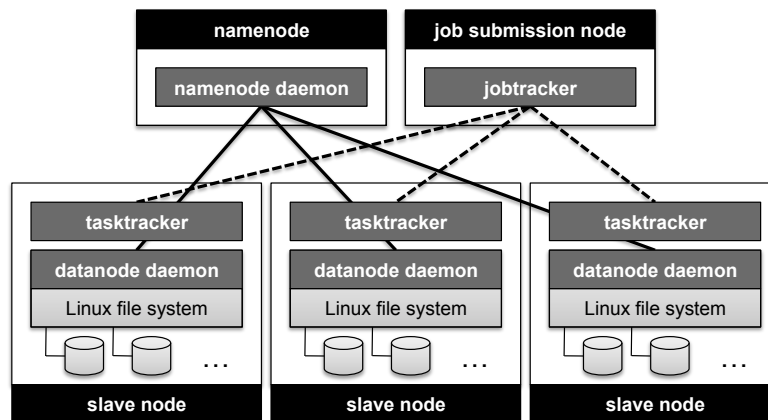 namenode
job submission node
namenode daemon
jobtracker
tasktracker
tasktracker
tasktracker
datanode daemon
datanode daemon
datanode daemon
Linux file system
Linux file system
Linux file system
...
...
...
slave node
slave node
slave node